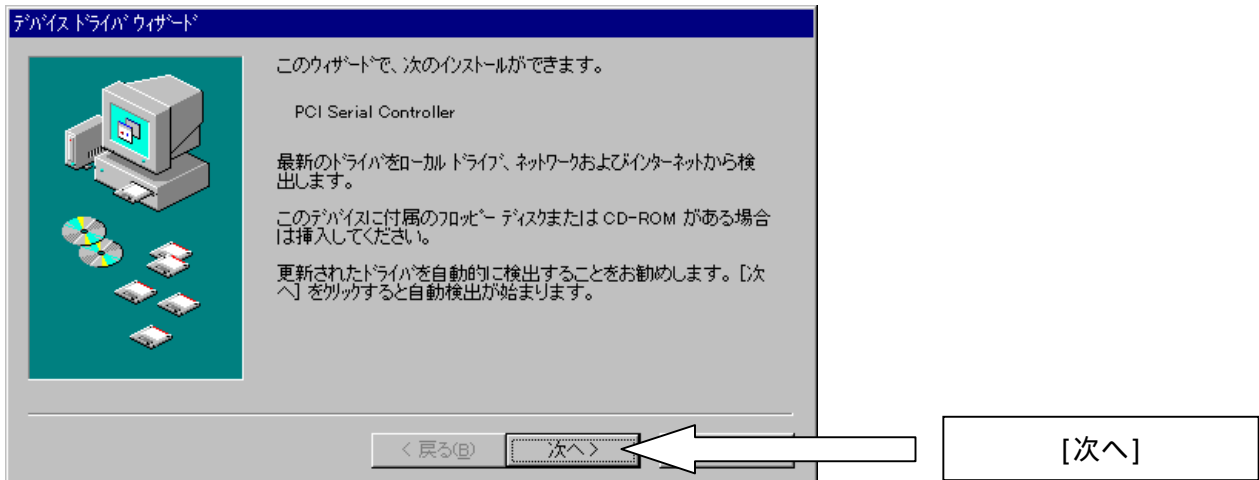 デバイス ドライバ ウィザード
このウィザードで、次のインストールができます。
PCI Serial Controller
最新のドライバをローカル ドライブ、ネットワークおよびインターネットから検
出します。
このデバイスに付属のフロッピー ディスクまたは CD-ROM がある場合
は挿入してください。
更新されたドライバを自動的に検出することをお勧めします。[次
へ] をクリックすると自動検出が始まります。
< 戻る(B)
次へ >
[次へ]